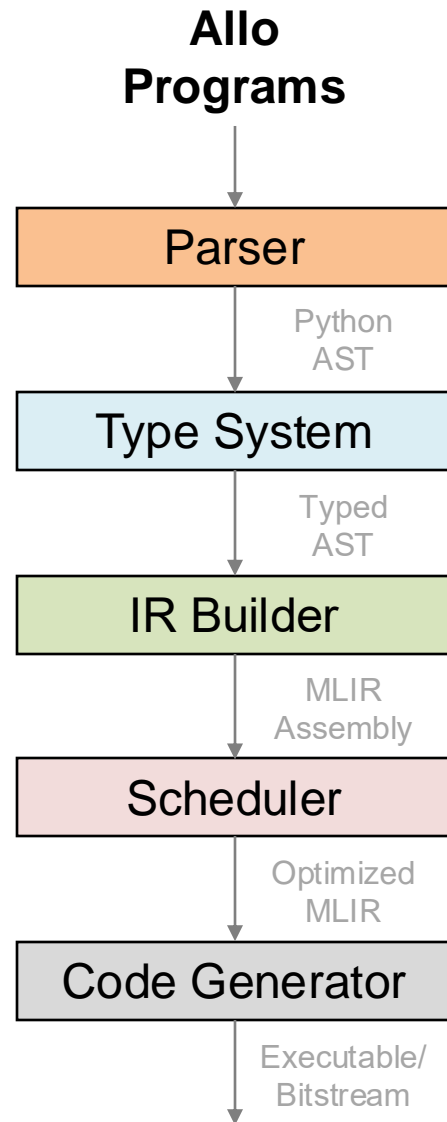 Allo
Programs
Parser
Python
AST
Type System
Typed
AST
IR Builder
MLIR
Assembly
Scheduler
Optimized
MLIR
Code Generator
Executable/
Bitstream